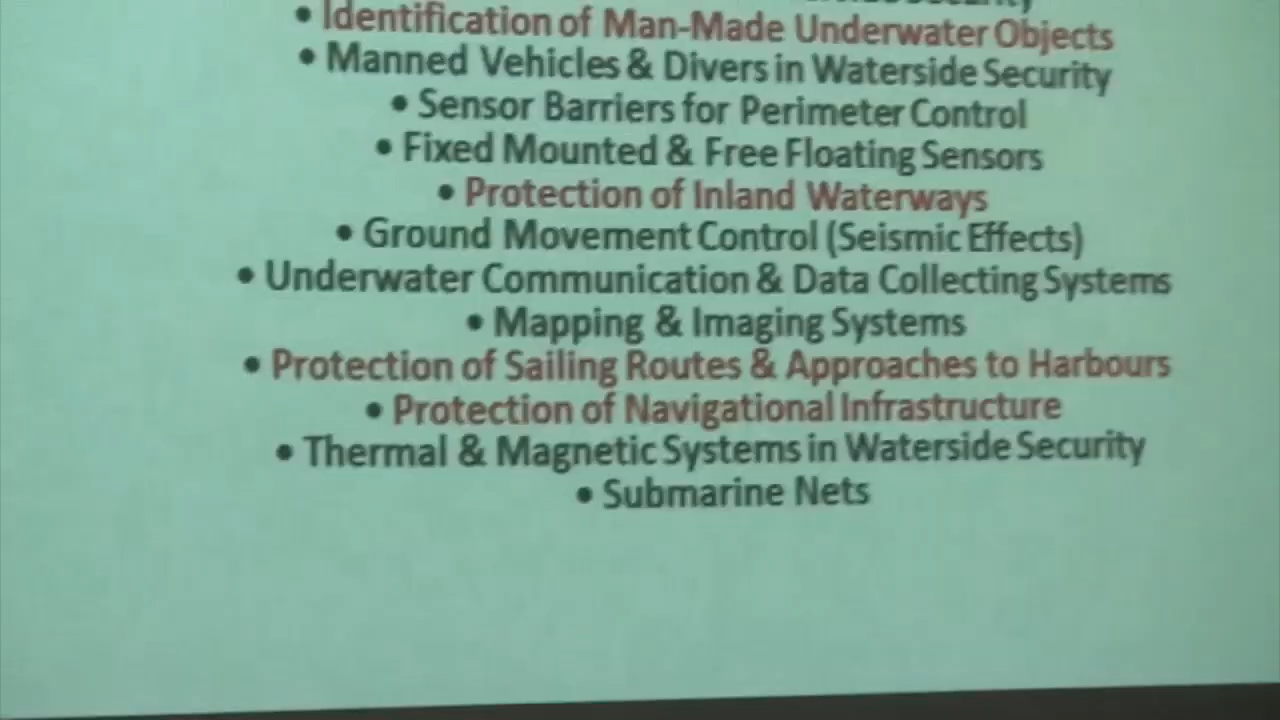 • Identification of Man-Made Underwater Objects
• Manned Vehicles & Divers in Waterside Security
• Sensor Barriers for Perimeter Control
• Fixed Mounted & Free Floating Sensors
• Protection of Inland Waterways
• Ground Movement Control (Seismic Effects)
• Underwater Communication & Data Collecting Systems
• Mapping & Imaging Systems
• Protection of Sailing Routes & Approaches to Harbours
• Protection of Navigational Infrastructure
• Thermal & Magnetic Systems in Waterside Security
• Submarine Nets